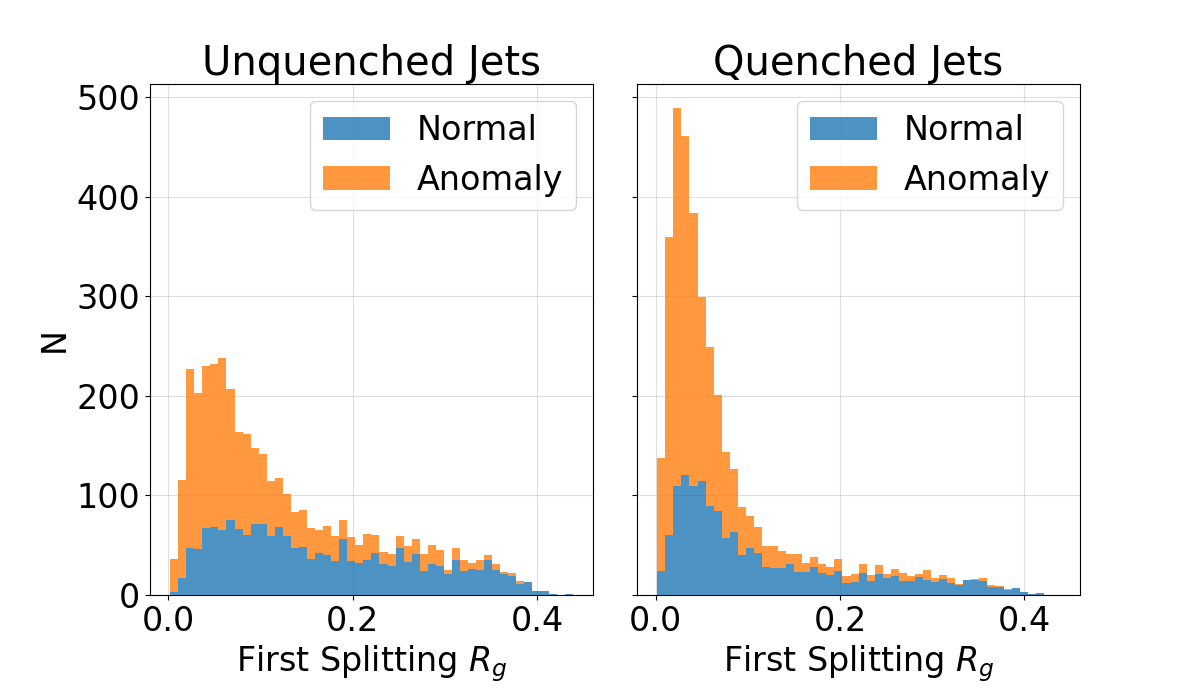 Unquenched Jets
Quenched Jets
500
400
300
200
100
0
N
Normal
Anomaly
Normal
Anomaly
0.0
0.2
0.4
0.0
0.2
0.4
First Splitting R_g
First Splitting R_g